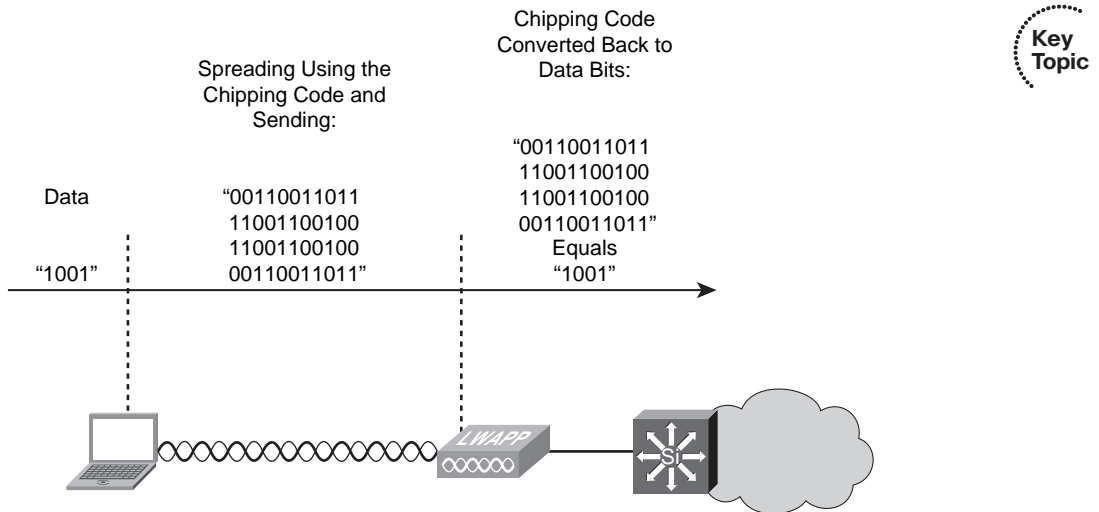 Chipping Code
Converted Back to
Data Bits:
Key
Topic
Spreading Using the
Chipping Code and
Sending:
“00110011011
11001100100
11001100100
00110011011”
Equals
“1001”
Data
“00110011011
11001100100
11001100100
00110011011”
“1001”
LWAPP
Si